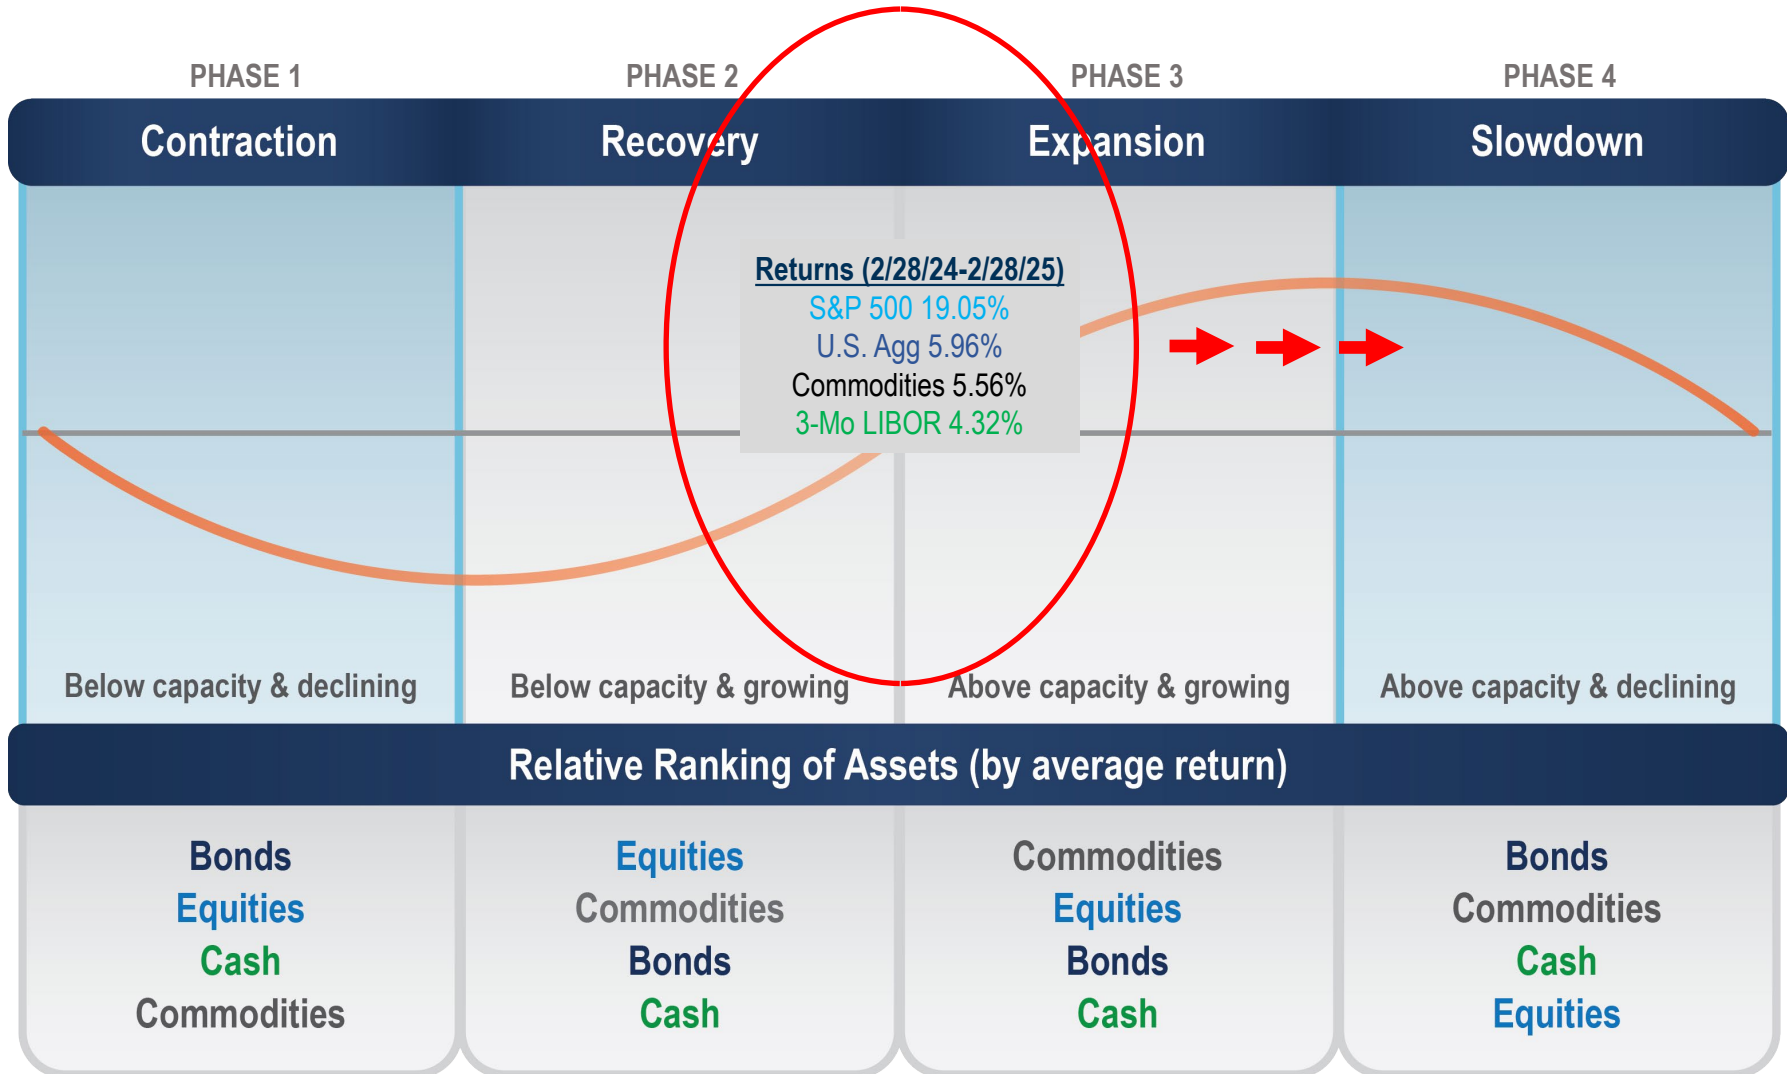 PHASE 1
PHASE 2
PHASE 3
PHASE 4
Contraction
Recovery
Expansion
Slowdown
Returns (2/28/24-2/28/25)
S&P 500 19.05%
U.S. Agg 5.96%
Commodities 5.56%
3-Mo LIBOR 4.32%
Below capacity & declining
Below capacity & growing
Above capacity & growing
Above capacity & declining
Relative Ranking of Assets (by average return)
Bonds
Equities
Cash
Commodities
Equities
Commodities
Bonds
Cash
Commodities
Equities
Bonds
Cash
Bonds
Commodities
Cash
Equities